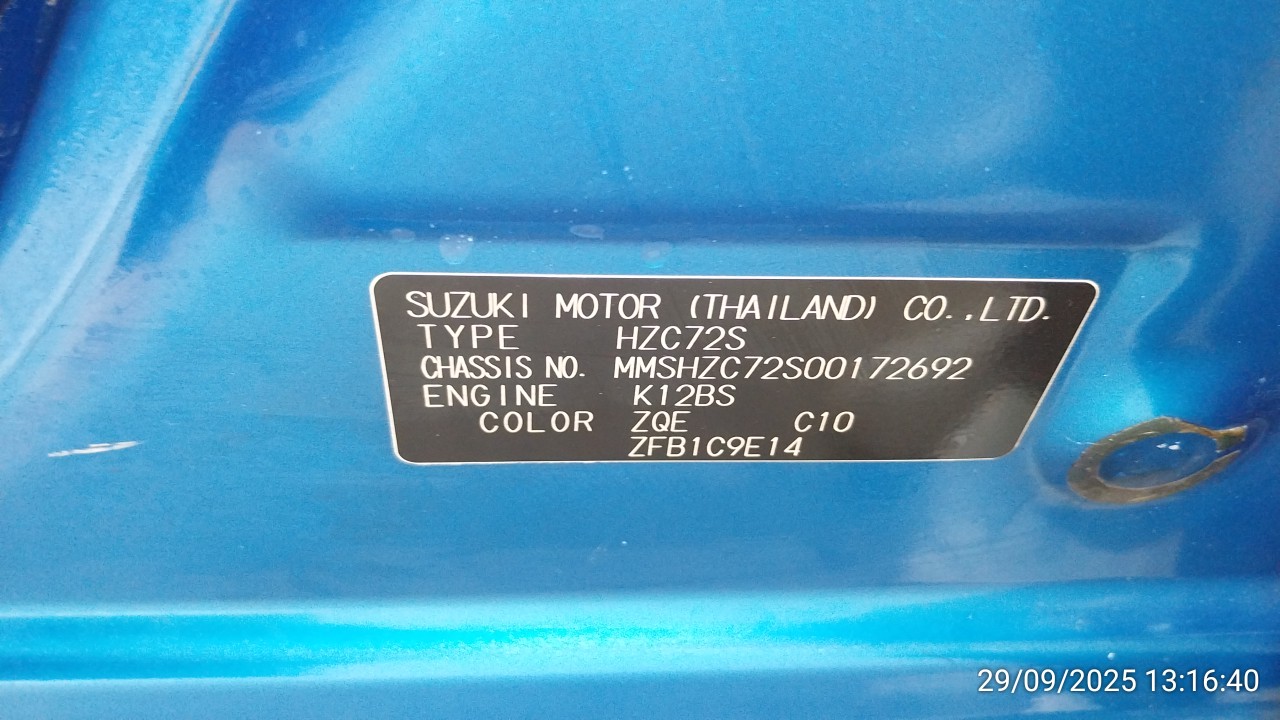 SUZUKI MOTOR (THAILAND) CO.,LTD.
TYPE HZC72S
CHASSIS NO. MMSHZC72S00172692
ENGINE K12BS
COLOR ZQE C10
ZFB1C9E14
29/09/2025 13:16:40